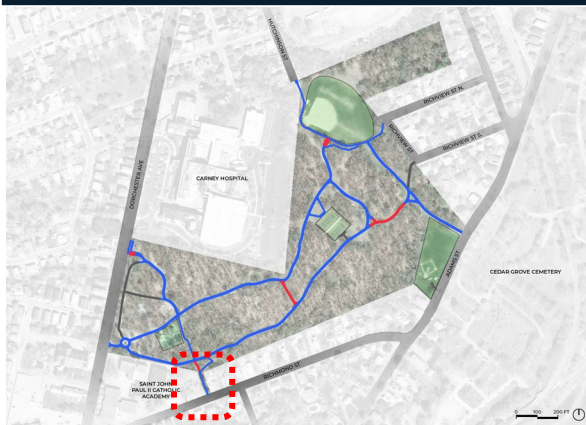 HUTCHINSON ST
RICHVIEW ST N.
RICHVIEW ST
RICHVIEW ST S.
DORCHESTER AVE
CARNEY HOSPITAL
CEDAR GROVE CEMETERY
ADAMS ST
RICHMOND ST
SAINT JOHN
PAUL II CATHOLIC
ACADEMY
0 100 200 FT